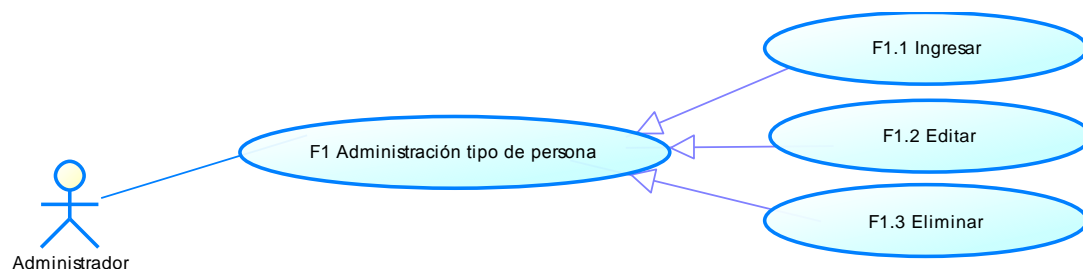 F1.1 Ingresar
F1.2 Editar
F1 Administración tipo de persona
F1.3 Eliminar
Administrador